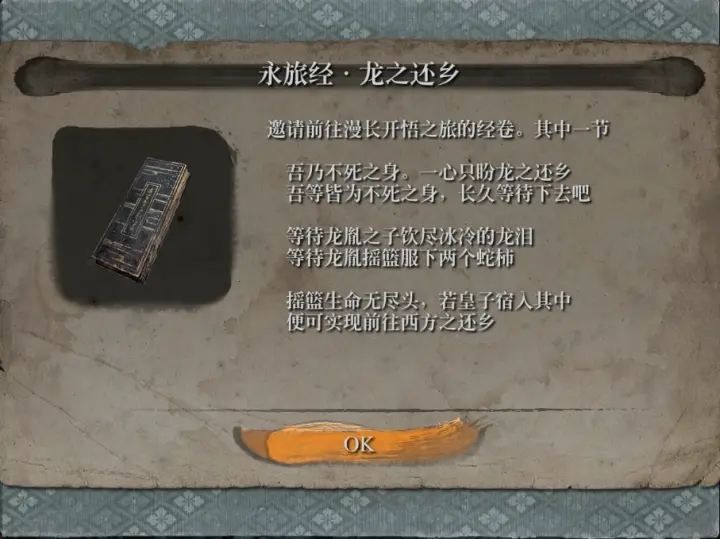 永旅经·龙之还乡
邀请前往漫长开悟之旅的经卷。其中一节
吾乃不死之身。一心只盼龙之还乡
吾等皆为不死之身，长久等待下去吧
等待龙胤之子饮尽冰冷的龙泪
等待龙胤摇篮服下两个蛇柿
摇篮生命无尽头，若皇子宿入其中
便可实现前往西方之还乡
OK